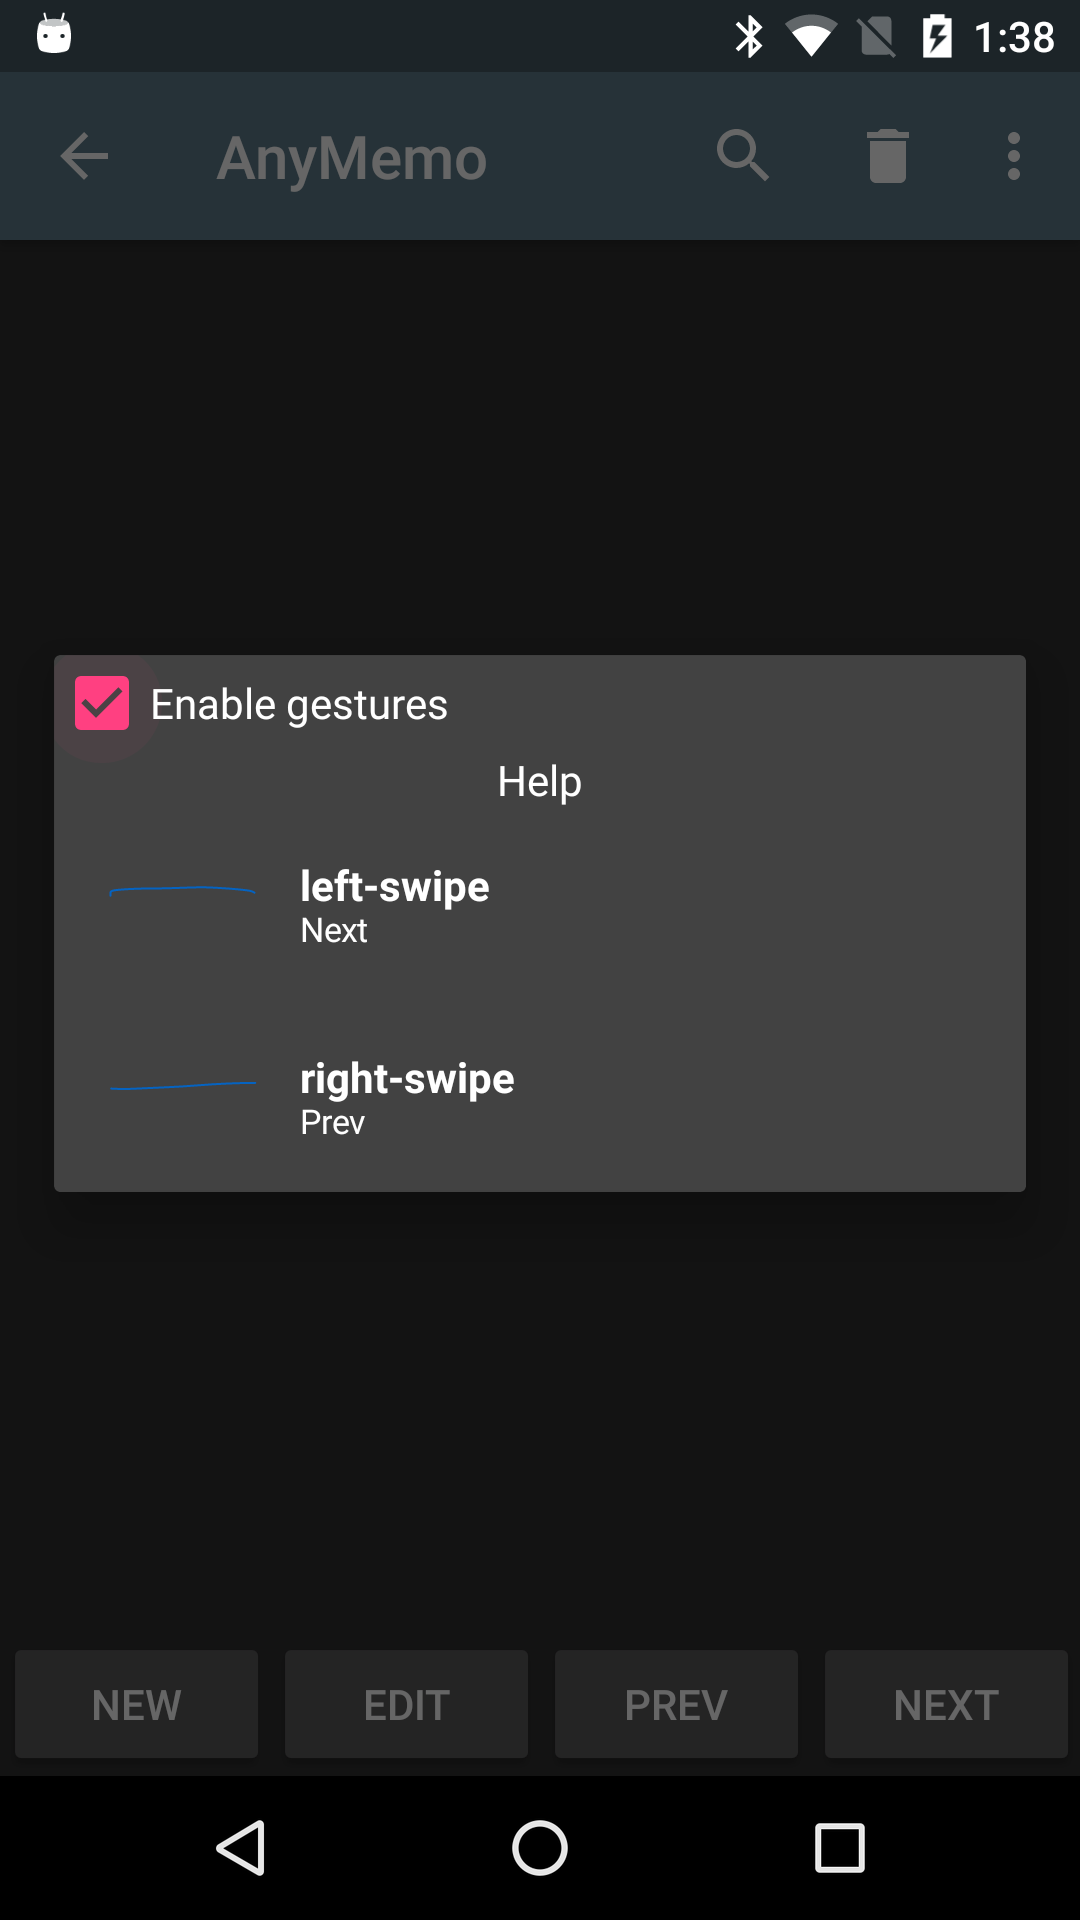 1:38
AnyMemo
Enable gestures
Help
left-swipe
Next
right-swipe
Prev
NEW EDIT PREV NEXT